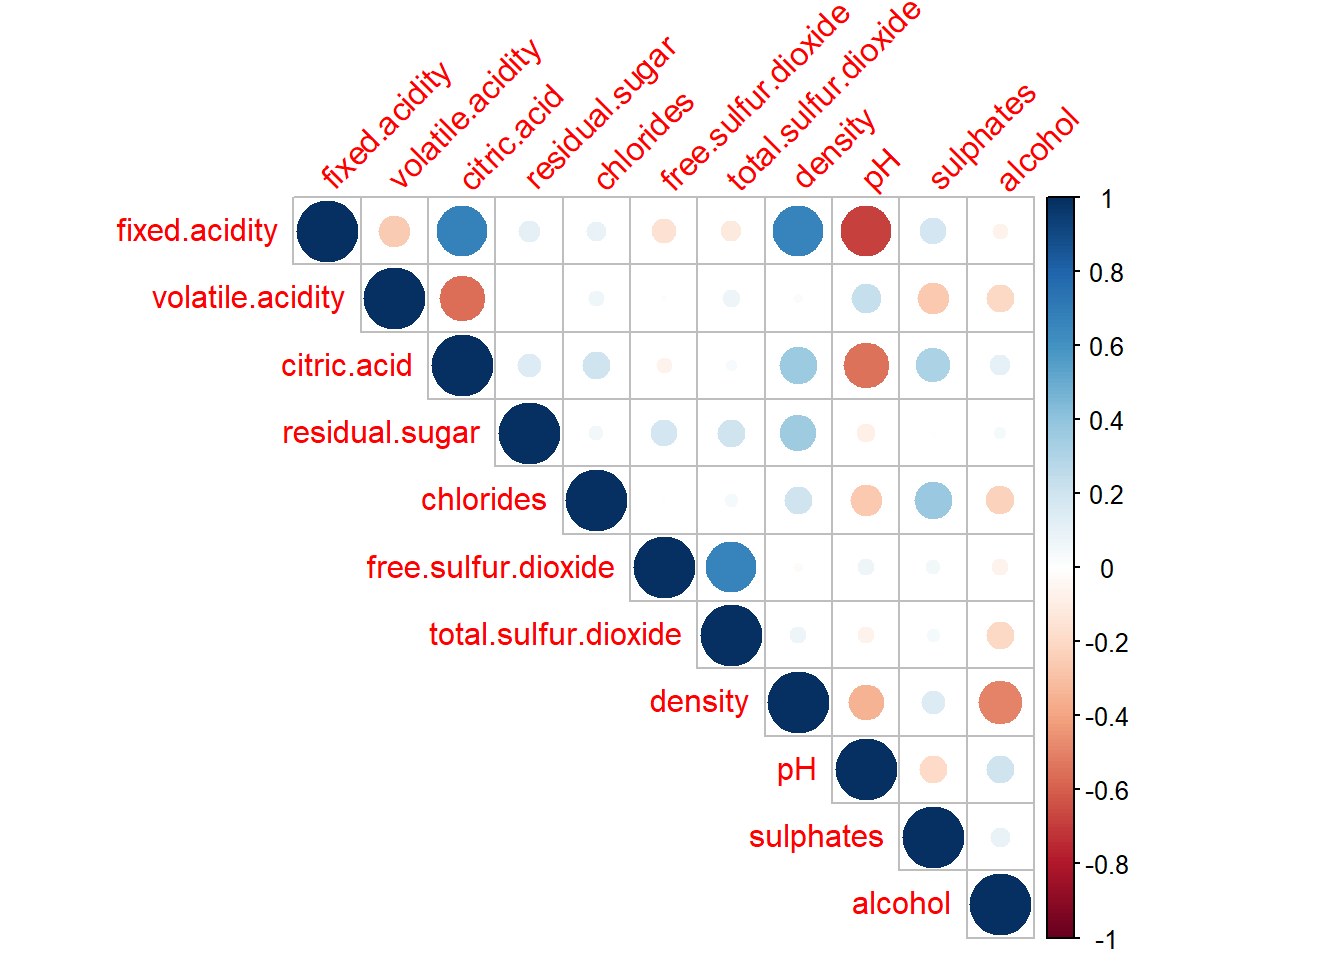 fixed.acidity
volatile.acidity
citric.acid
residual.sugar
chlorides
free.sulfur.dioxide
total.sulfur.dioxide
density
pH
sulphates
alcohol
fixed.acidity
volatile.acidity
citric.acid
residual.sugar
chlorides
free.sulfur.dioxide
total.sulfur.dioxide
density
pH
sulphates
alcohol
1
0.8
0.6
0.4
0.2
0
-0.2
-0.4
-0.6
-0.8
-1